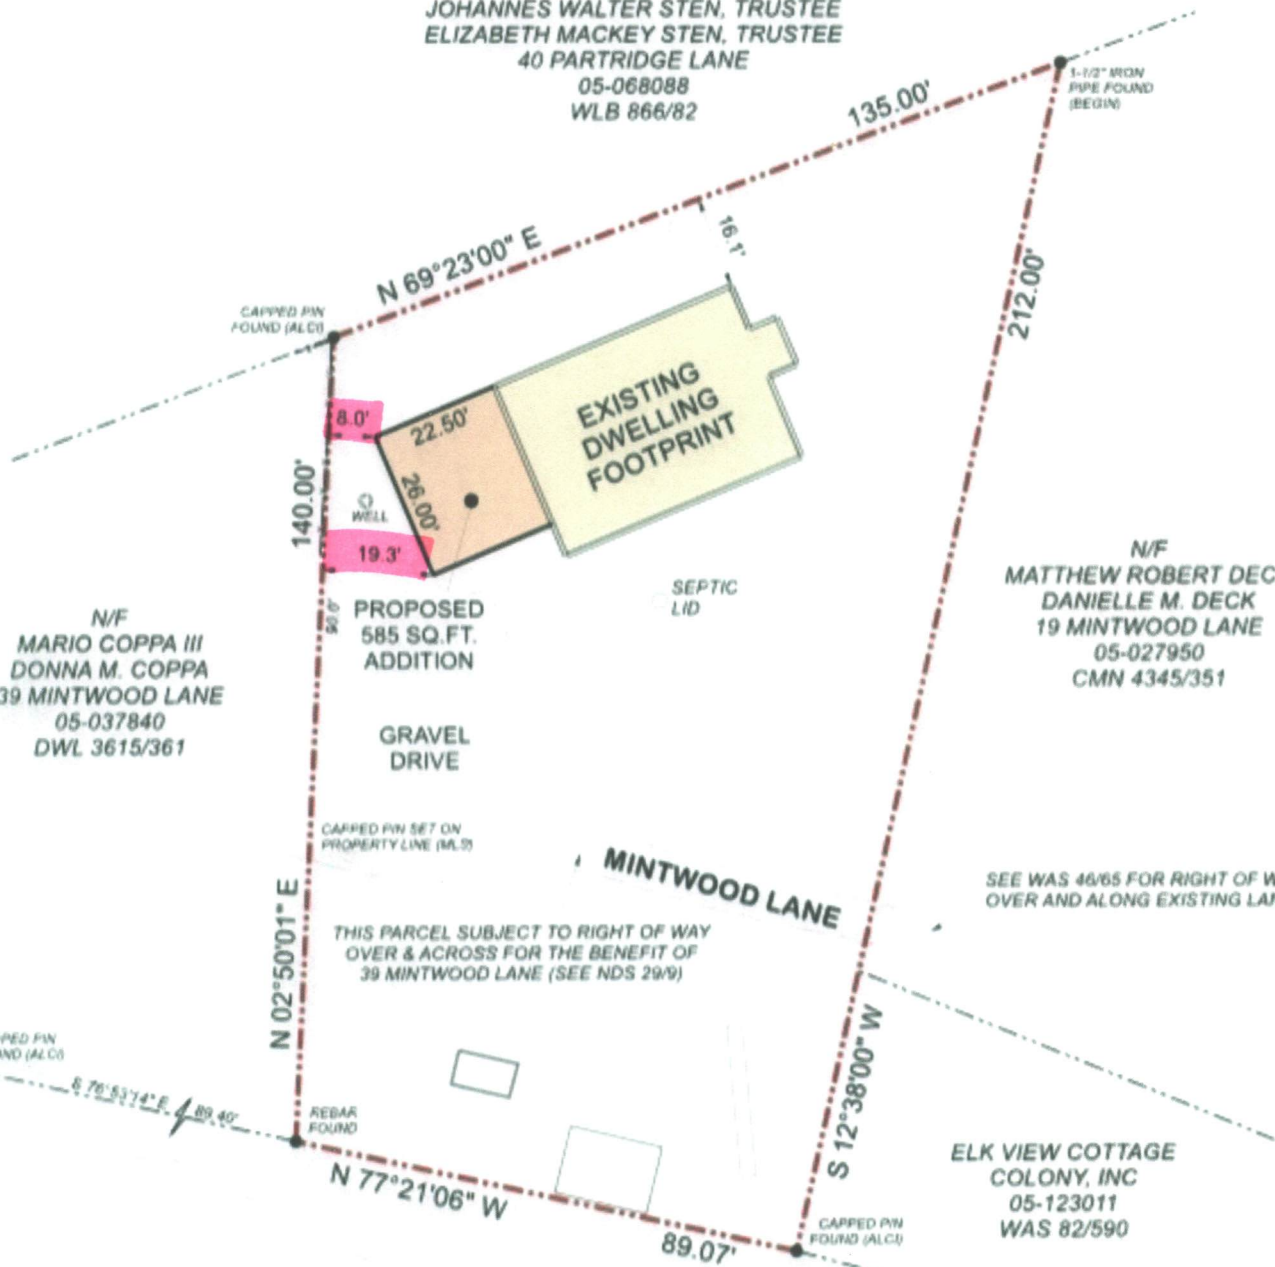 JOHANNES WALTER STEN, TRUSTEE
ELIZABETH MACKEY STEN, TRUSTEE
40 PARTRIDGE LANE
05-068088
WLB 866/82
1-1/2" IRON
PIPE FOUND
(BEGIN)
135.00'
N 69°23'00" E
16.1'
212.00'
CAPPED PIN
FOUND (ALCI)
8.0'
22.50'
26.00'
EXISTING
DWELLING
FOOTPRINT
140.00'
WELL
19.3'
PROPOSED
585 SQ.FT.
ADDITION
SEPTIC
LID
N/F
MARIO COPPA III
DONNA M. COPPA
39 MINTWOOD LANE
05-037840
DWL 3615/361
N/F
MATTHEW ROBERT DEC
DANIELLE M. DECK
19 MINTWOOD LANE
05-027950
CMN 4345/351
GRAVEL
DRIVE
CAPPED PIN SET ON
PROPERTY LINE (MLS)
MINTWOOD LANE
SEE WAS 46/65 FOR RIGHT OF W
OVER AND ALONG EXISTING LAN
THIS PARCEL SUBJECT TO RIGHT OF WAY
OVER & ACROSS FOR THE BENEFIT OF
39 MINTWOOD LANE (SEE NDS 29/9)
N 02°50'01" E
S 12°38'00" W
PED PIN
ND (ALCI)
S 76°53'14" E
89.40'
REBAR
FOUND
N 77°21'06" W
89.07'
CAPPED PIN
FOUND (ALCI)
ELK VIEW COTTAGE
COLONY, INC
05-123011
WAS 82/590